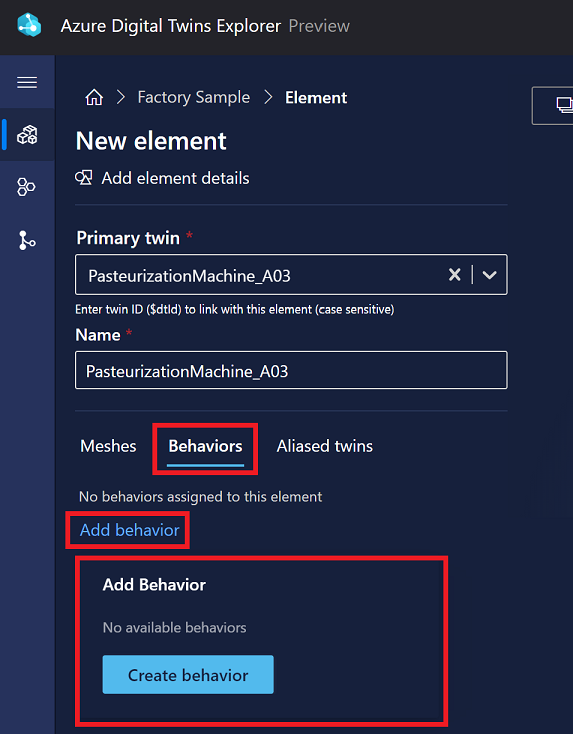 Azure Digital Twins Explorer Preview
Factory Sample Element
New element
Add element details
Primary twin *
PasteurizationMachine_A03
Enter twin ID ($dtId) to link with this element (case sensitive)
Name *
PasteurizationMachine_A03
Meshes Behaviors Aliased twins
No behaviors assigned to this element
Add behavior
Add Behavior
No available behaviors
Create behavior